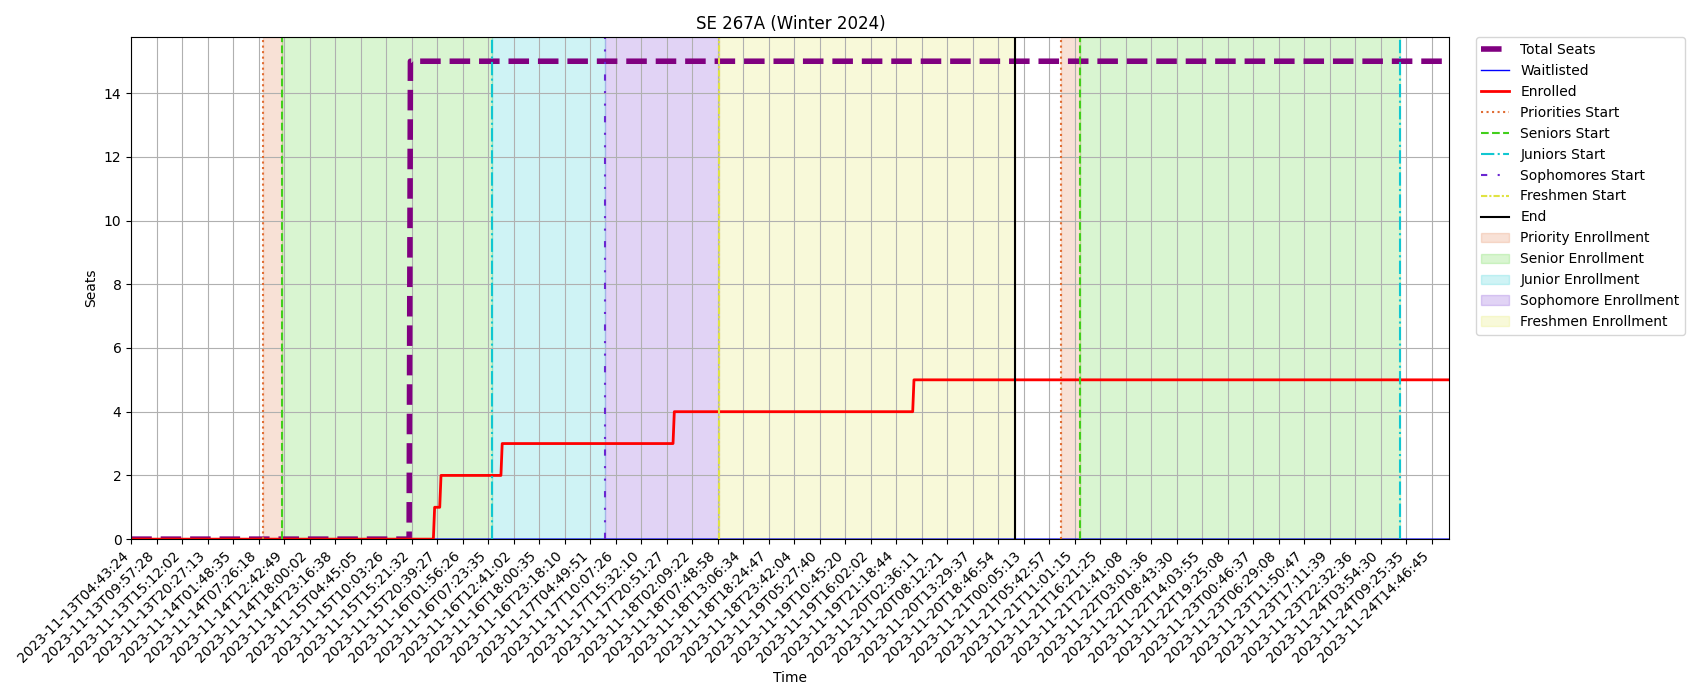 SE 267A (Winter 2024)
Seats
14
12
10
8
6
4
2
0
2023-11-13T04:43:24
2023-11-13T09:57:28
2023-11-13T15:12:02
2023-11-13T20:27:13
2023-11-14T01:48:35
2023-11-14T07:26:18
2023-11-14T12:42:49
2023-11-14T18:00:02
2023-11-14T23:16:38
2023-11-15T04:45:05
2023-11-15T10:03:26
2023-11-15T15:21:32
2023-11-15T20:39:27
2023-11-16T01:56:26
2023-11-16T07:23:35
2023-11-16T12:41:02
2023-11-16T18:00:35
2023-11-16T23:18:10
2023-11-17T04:49:51
2023-11-17T10:07:26
2023-11-17T15:32:10
2023-11-17T20:51:27
2023-11-18T02:09:22
2023-11-18T07:48:58
2023-11-18T13:06:34
2023-11-18T18:24:47
2023-11-18T23:42:04
2023-11-19T05:27:40
2023-11-19T10:45:20
2023-11-19T16:02:02
2023-11-19T21:18:44
2023-11-20T02:36:11
2023-11-20T08:12:21
2023-11-20T13:29:37
2023-11-20T18:46:54
2023-11-21T00:05:13
2023-11-21T05:42:57
2023-11-21T11:01:15
2023-11-21T16:21:25
2023-11-21T21:41:08
2023-11-22T03:01:36
2023-11-22T08:43:30
2023-11-22T14:03:55
2023-11-22T19:25:08
2023-11-23T00:46:37
2023-11-23T06:29:08
2023-11-23T11:50:47
2023-11-23T17:11:39
2023-11-23T22:32:36
2023-11-24T03:54:30
2023-11-24T09:25:35
2023-11-24T14:46:45
Time
Total Seats
Waitlisted
Enrolled
Priorities Start
Seniors Start
Juniors Start
Sophomores Start
Freshmen Start
End
Priority Enrollment
Senior Enrollment
Junior Enrollment
Sophomore Enrollment
Freshmen Enrollment